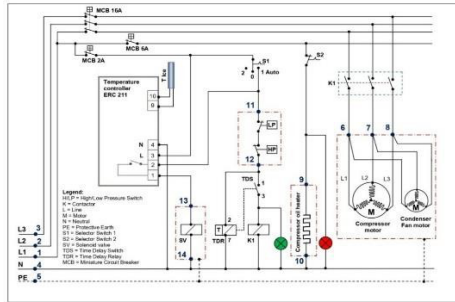 MCB 16A
MCB 6A
MCB 2A
Temperature
controller
ERC 211
T ice
10
9
N 4
L 3
2
1
S1
2 0 1 Auto
S2
K1
11
LP
HP
12
TDS
1
3
2
T
TDR 7
K1
13
SV
14
9
Compressor oil heater
10
6 7 8
L1 L2 L3
M
Compressor
motor
M
Condenser
Fan motor
Legend:
H/LP = High/Low Pressure Switch
K = Contactor
L = Line
M = Motor
N = Neutral
PE = Protective Earth
S1 = Selector Switch 1
S2 = Selector Switch 2
SV = Solenoid valve
TDS = Time Delay Switch
TDR = Time Delay Relay
MCB = Miniature Circuit Breaker
L3 3
L2 2
L1 1
N 4
PE 5